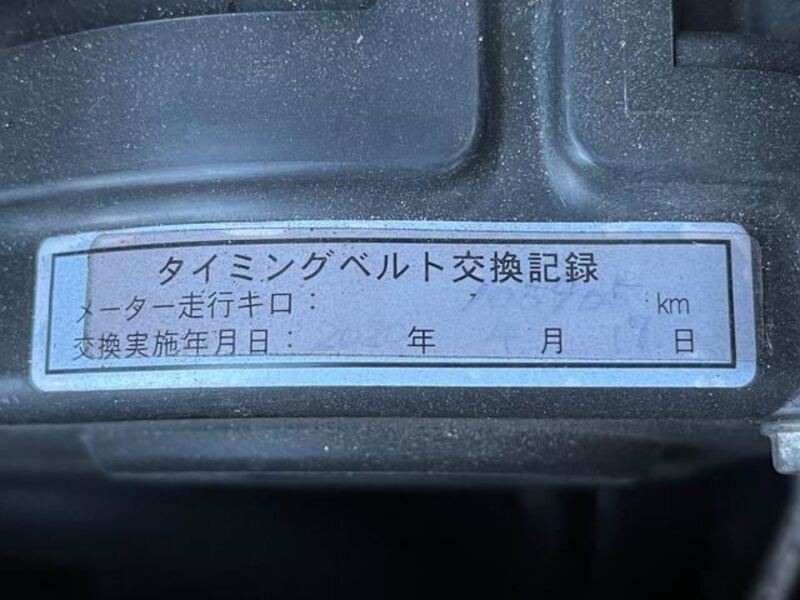 タイミングベルト交換記録
メーター走行キロ： km
交換実施年月日： 年 月 日